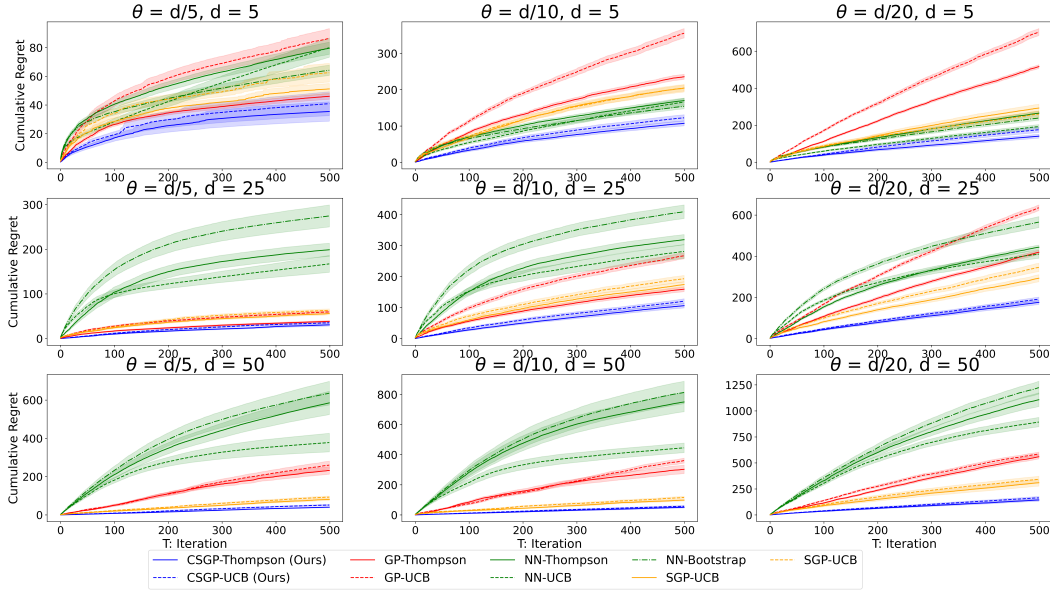 θ = d/5, d = 5
θ = d/10, d = 5
θ = d/20, d = 5
Cumulative Regret
80
60
40
20
0
300
200
100
0
600
400
200
0
0 100 200 300 400 500
0 100 200 300 400 500
0 100 200 300 400 500
θ = d/5, d = 25
θ = d/10, d = 25
θ = d/20, d = 25
Cumulative Regret
300
200
100
0
400
300
200
100
0
600
400
200
0
0 100 200 300 400 500
0 100 200 300 400 500
0 100 200 300 400 500
T: Iteration
T: Iteration
T: Iteration
θ = d/5, d = 50
θ = d/10, d = 50
θ = d/20, d = 50
Cumulative Regret
600
400
200
0
800
600
400
200
0
1250
1000
750
500
250
0
0 100 200 300 400 500
0 100 200 300 400 500
0 100 200 300 400 500
T: Iteration
T: Iteration
T: Iteration
CSGP-Thompson (Ours) GP-Thompson NN-Thompson NN-Bootstrap SGP-UCB
CSGP-UCB (Ours) GP-UCB NN-UCB SGP-UCB